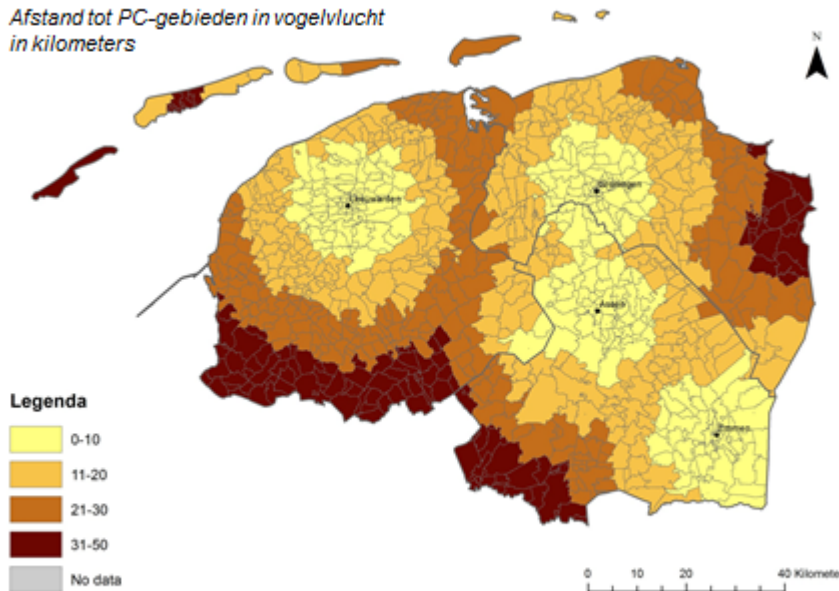 Afstand tot PC-gebieden in vogelvlucht
in kilometers
N
Leeuwarden
Groningen
Assen
Emmen
Legenda
0-10
11-20
21-30
31-50
No data
0 10 20 40 Kilomete